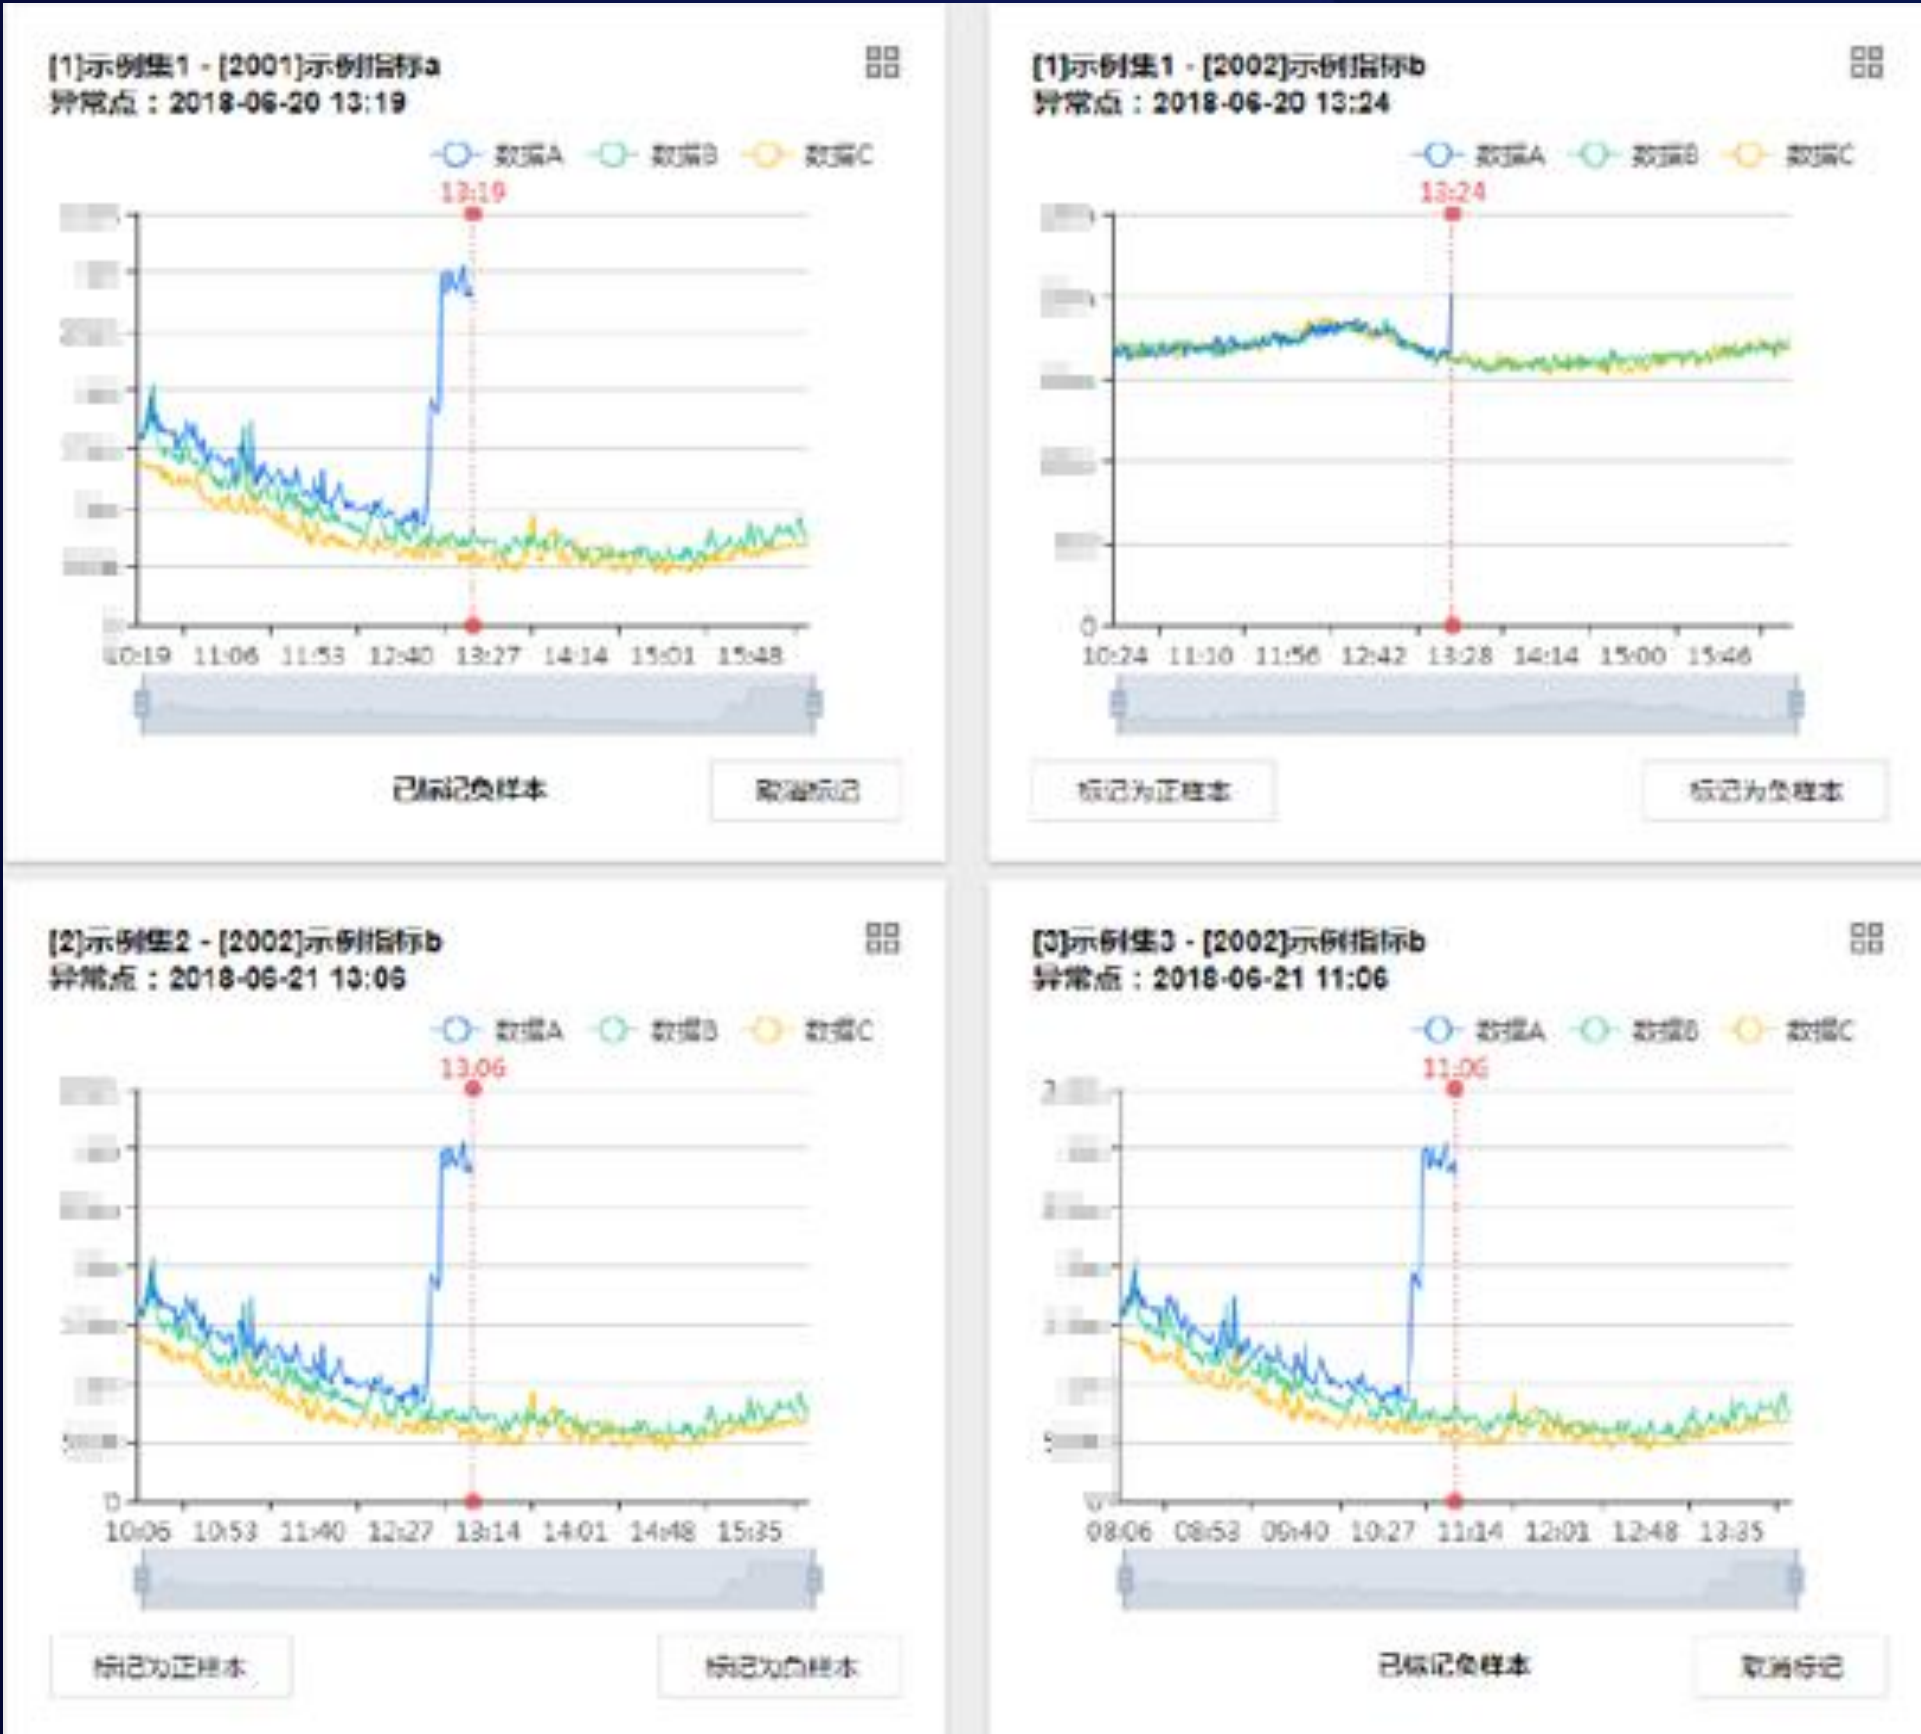 [1]示例集1 - [2001]示例指标a
异常点：2018-06-20 13:19
数据A 数据B 数据C
13:19
10:19 11:06 11:53 12:40 13:27 14:14 15:01 15:48
已标记负样本 取消标记
[1]示例集1 - [2002]示例指标b
异常点：2018-06-20 13:24
数据A 数据B 数据C
13:24
0
10:24 11:10 11:56 12:42 13:28 14:14 15:00 15:46
标记为正样本 标记为负样本
[2]示例集2 - [2002]示例指标b
异常点：2018-06-21 13:06
数据A 数据B 数据C
13:06
0
10:06 10:53 11:40 12:27 13:14 14:01 14:48 15:35
标记为正样本 标记为负样本
[3]示例集3 - [2002]示例指标b
异常点：2018-06-21 11:06
数据A 数据B 数据C
11:06
08:06 08:53 09:40 10:27 11:14 12:01 12:48 13:35
已标记负样本 取消标记